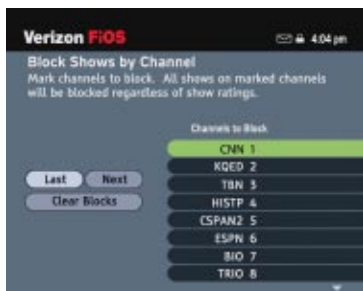 Verizon FiOS
4:04 pm
Block Shows by Channel
Mark channels to block. All shows on marked channels
will be blocked regardless of show ratings.
Channels to Block
CNN 1
KQED 2
TBN 3
HISTP 4
CSPAN2 5
ESPN 6
BIO 7
TRIO 8
Last
Next
Clear Blocks